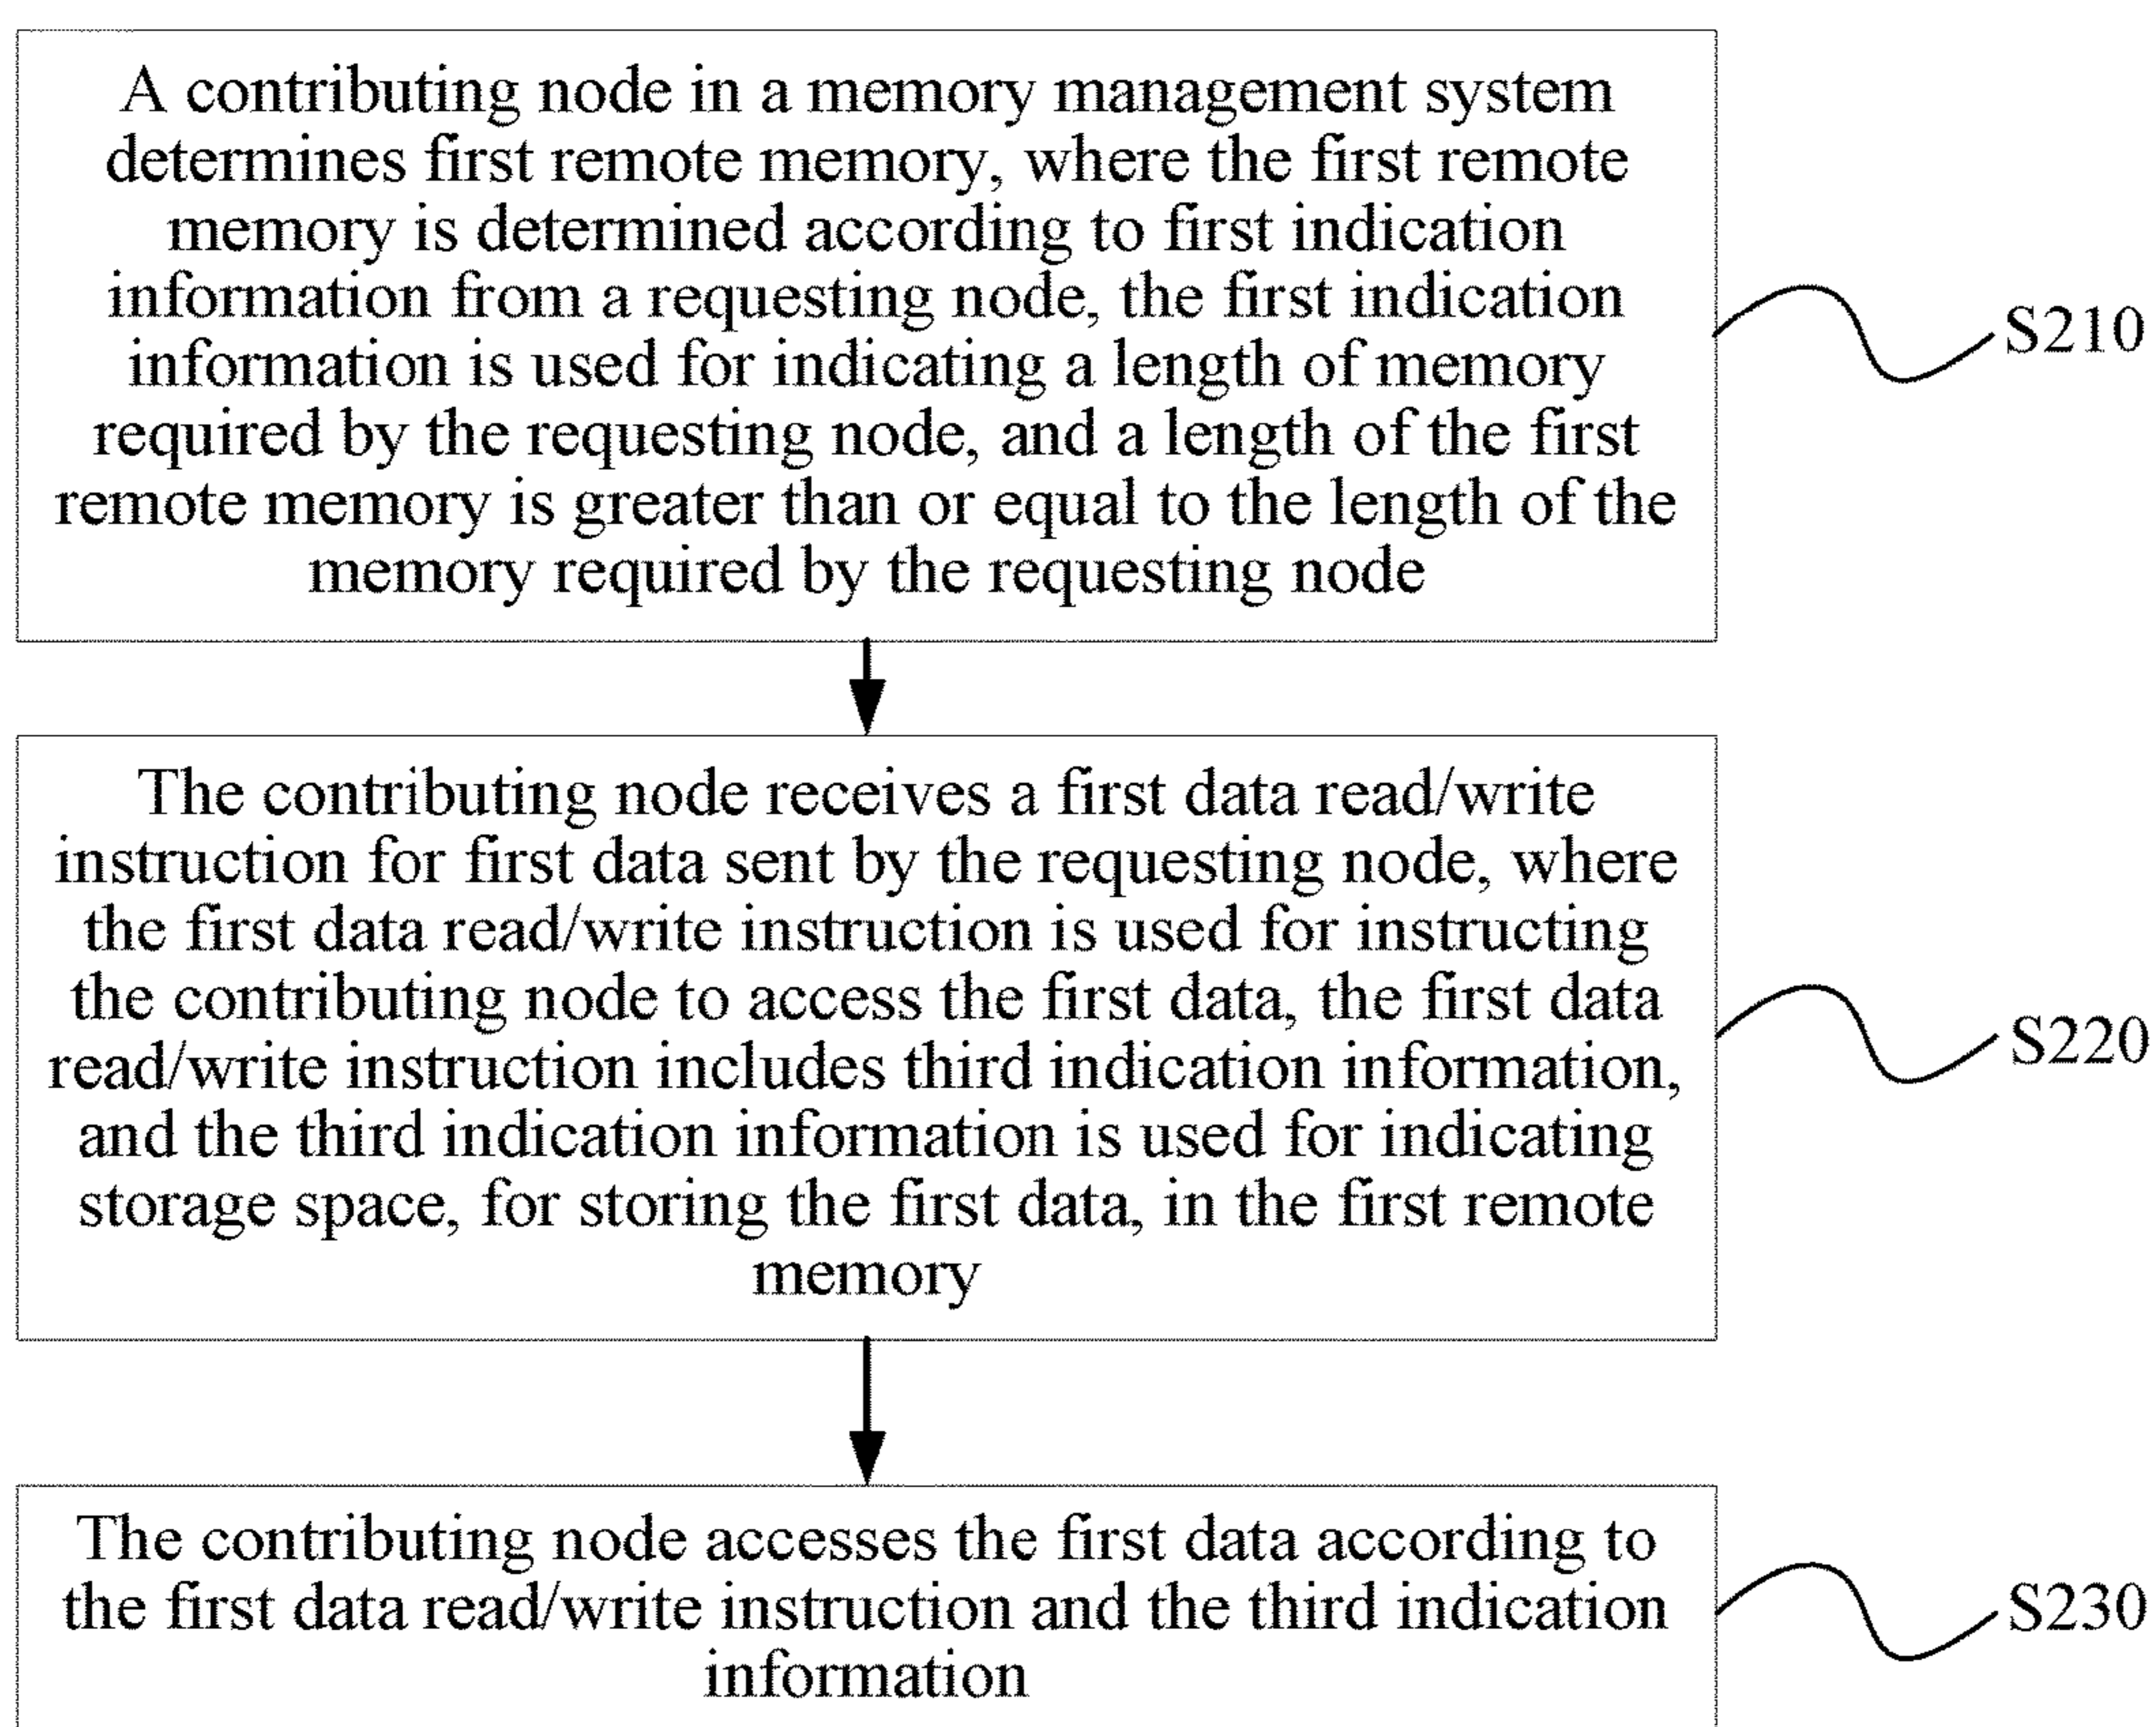 A contributing node in a memory management system
determines first remote memory, where the first remote
memory is determined according to first indication
information from a requesting node, the first indication
information is used for indicating a length of memory
required by the requesting node, and a length of the first
remote memory is greater than or equal to the length of the
memory required by the requesting node
S210
The contributing node receives a first data read/write
instruction for first data sent by the requesting node, where
the first data read/write instruction is used for instructing
the contributing node to access the first data, the first data
read/write instruction includes third indication information,
and the third indication information is used for indicating
storage space, for storing the first data, in the first remote
memory
S220
The contributing node accesses the first data according to
the first data read/write instruction and the third indication
information
S230